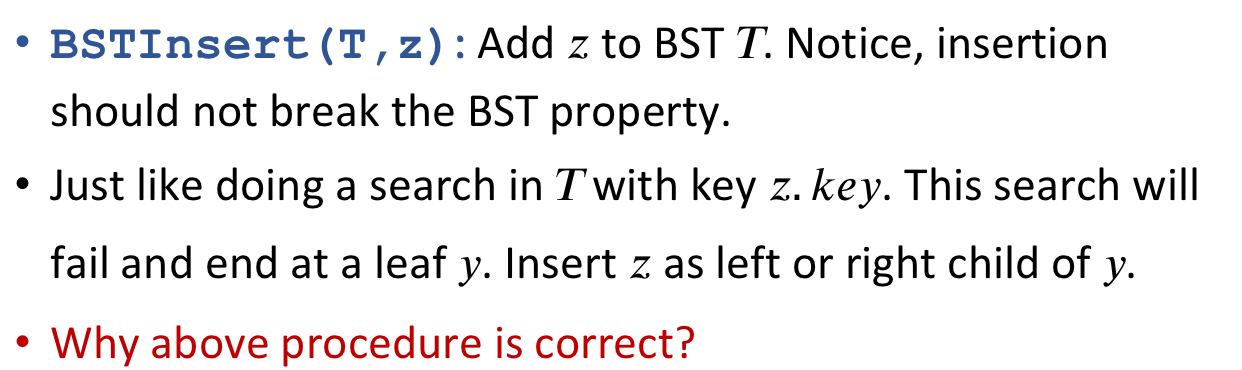 • BSTInsert(T,z): Add z to BST T. Notice, insertion
should not break the BST property.
• Just like doing a search in T with key z.key. This search will
fail and end at a leaf y. Insert z as left or right child of y.
• Why above procedure is correct?